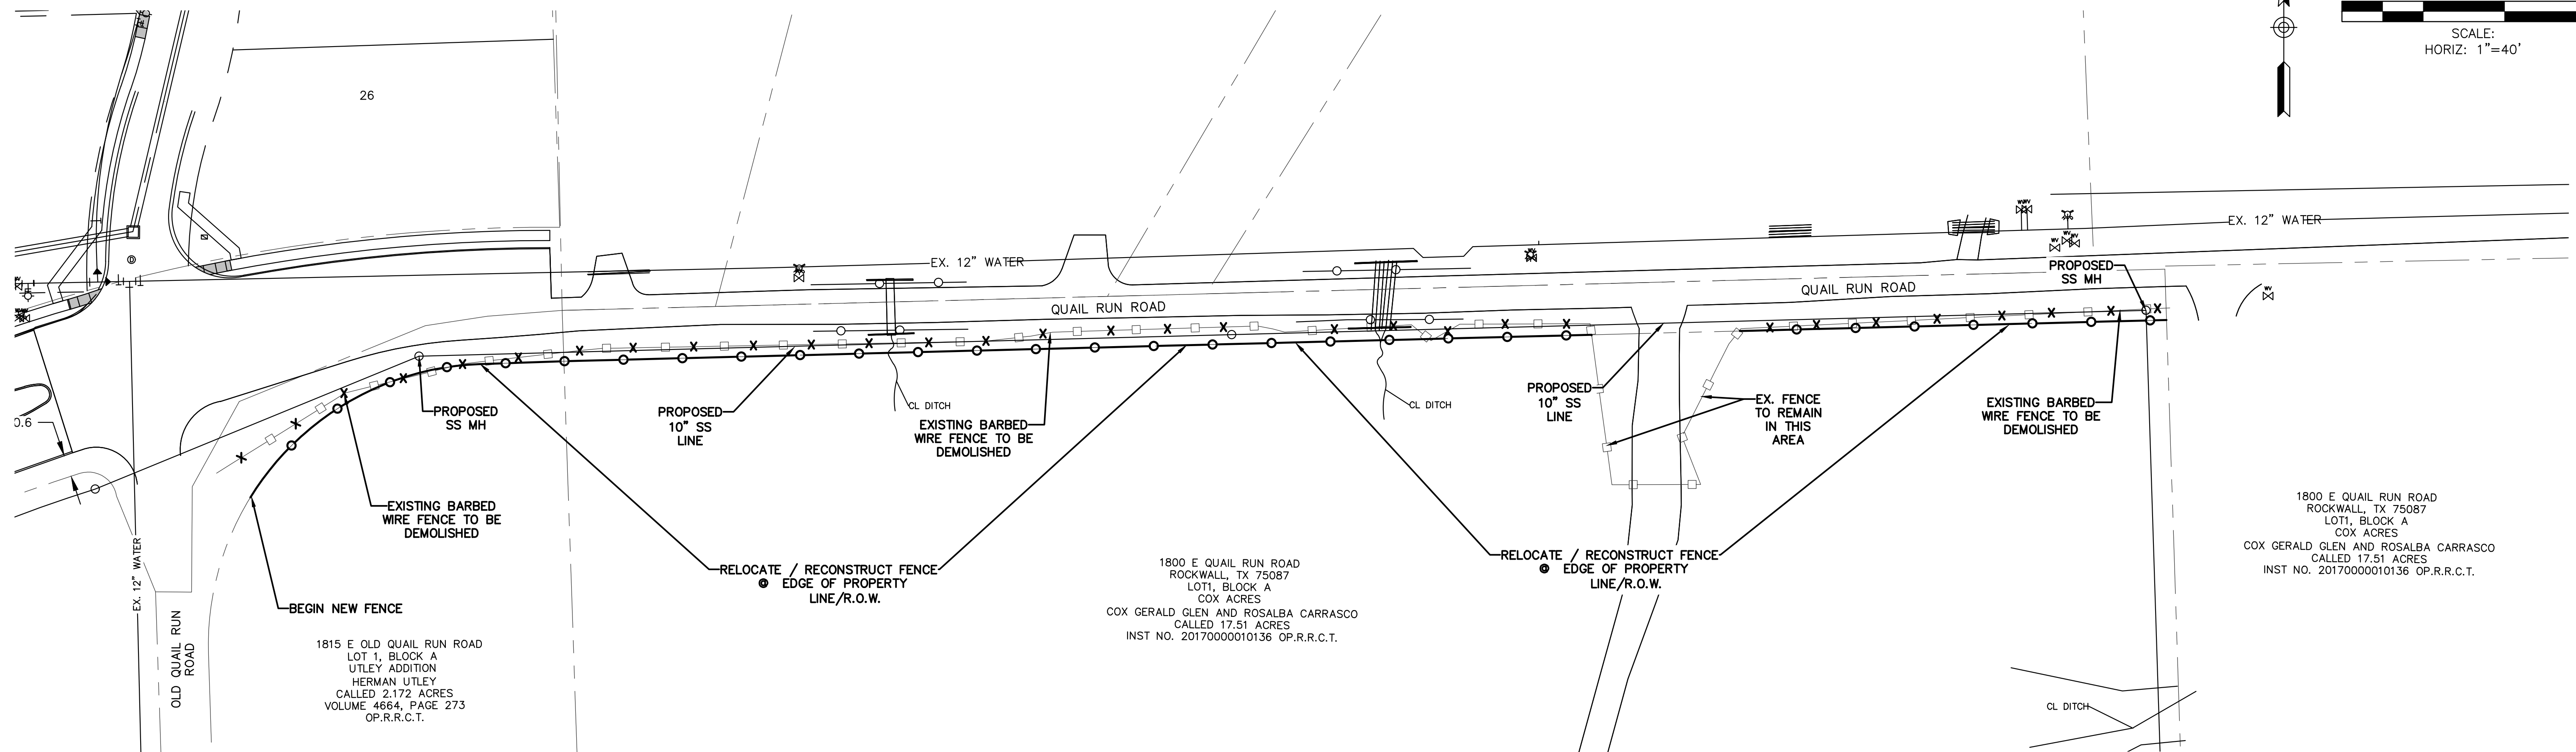 SCALE:
HORIZ: 1"=40'
26
EX. 12" WATER
EX. 12" WATER
QUAIL RUN ROAD
QUAIL RUN ROAD
PROPOSED
SS MH
0.6
PROPOSED
SS MH
PROPOSED
10" SS
LINE
CL DITCH
EXISTING BARBED
WIRE FENCE TO BE
DEMOLISHED
CL DITCH
PROPOSED
10" SS
LINE
EX. FENCE
TO REMAIN
IN THIS
AREA
EXISTING BARBED
WIRE FENCE TO BE
DEMOLISHED
EXISTING BARBED
WIRE FENCE TO BE
DEMOLISHED
EX. 12" WATER
OLD QUAIL RUN
ROAD
BEGIN NEW FENCE
RELOCATE / RECONSTRUCT FENCE
@ EDGE OF PROPERTY
LINE/R.O.W.
RELOCATE / RECONSTRUCT FENCE
@ EDGE OF PROPERTY
LINE/R.O.W.
1815 E OLD QUAIL RUN ROAD
LOT 1, BLOCK A
UTLEY ADDITION
HERMAN UTLEY
CALLED 2.172 ACRES
VOLUME 4664, PAGE 273
OP.R.R.C.T.
1800 E QUAIL RUN ROAD
ROCKWALL, TX 75087
LOT1, BLOCK A
COX ACRES
COX GERALD GLEN AND ROSALBA CARRASCO
CALLED 17.51 ACRES
INST NO. 20170000010136 OP.R.R.C.T.
1800 E QUAIL RUN ROAD
ROCKWALL, TX 75087
LOT1, BLOCK A
COX ACRES
COX GERALD GLEN AND ROSALBA CARRASCO
CALLED 17.51 ACRES
INST NO. 20170000010136 OP.R.R.C.T.
CL DITCH